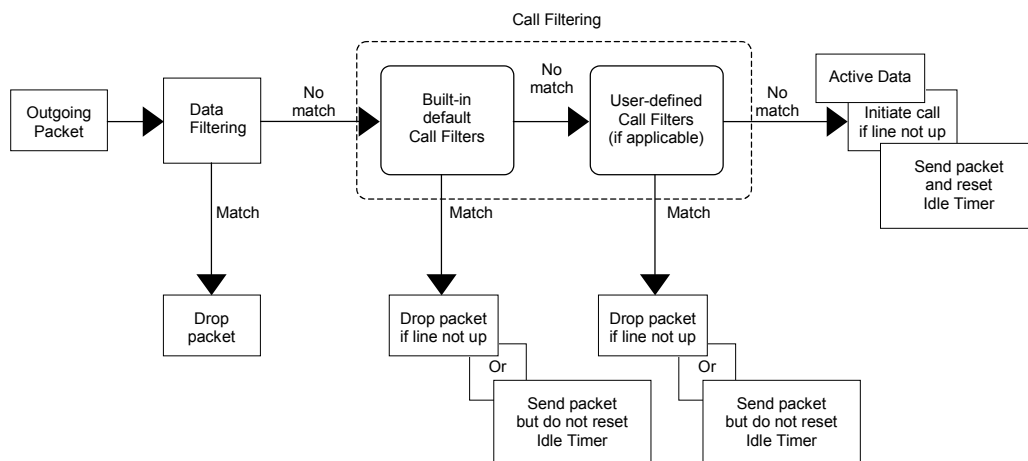 Call Filtering
Outgoing
Packet
Data
Filtering
No
match
Built-in
default
Call Filters
No
match
User-defined
Call Filters
(if applicable)
No
match
Active Data
Initiate call
if line not up
Send packet
and reset
Idle Timer
Match
Match
Match
Drop
packet
Drop packet
if line not up
Or
Send packet
but do not reset
Idle Timer
Drop packet
if line not up
Or
Send packet
but do not reset
Idle Timer